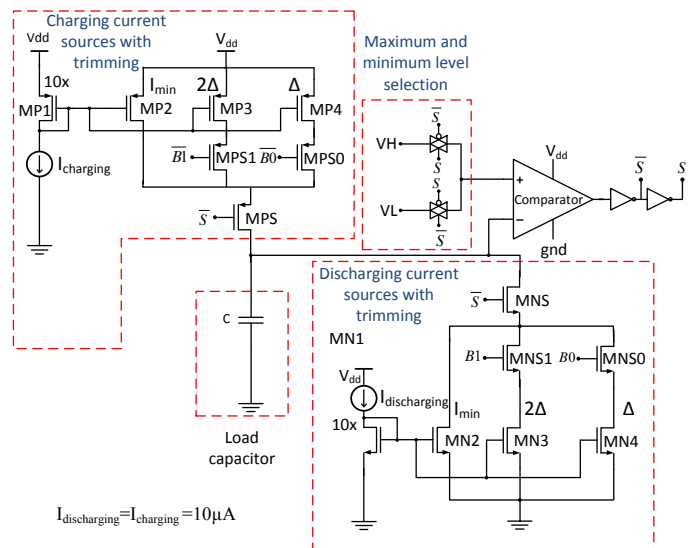 Charging current
sources with
trimming
Vdd
V_dd
10x
I_min
2Δ
Δ
MP1
MP2
MP3
MP4
I_charging
B̅1̅
MPS1
B̅0̅
MPS0
S̅
MPS
Maximum and
minimum level
selection
S̅
VH
S
S
VL
S̅
V_dd
+
Comparator
−
gnd
S̅
S
C
Load
capacitor
Discharging current
sources with
trimming
S̅
MNS
MN1
V_dd
I_discharging
10x
B1
MNS1
B0
MNS0
I_min
2Δ
Δ
MN2
MN3
MN4
I_discharging=I_charging=10μA